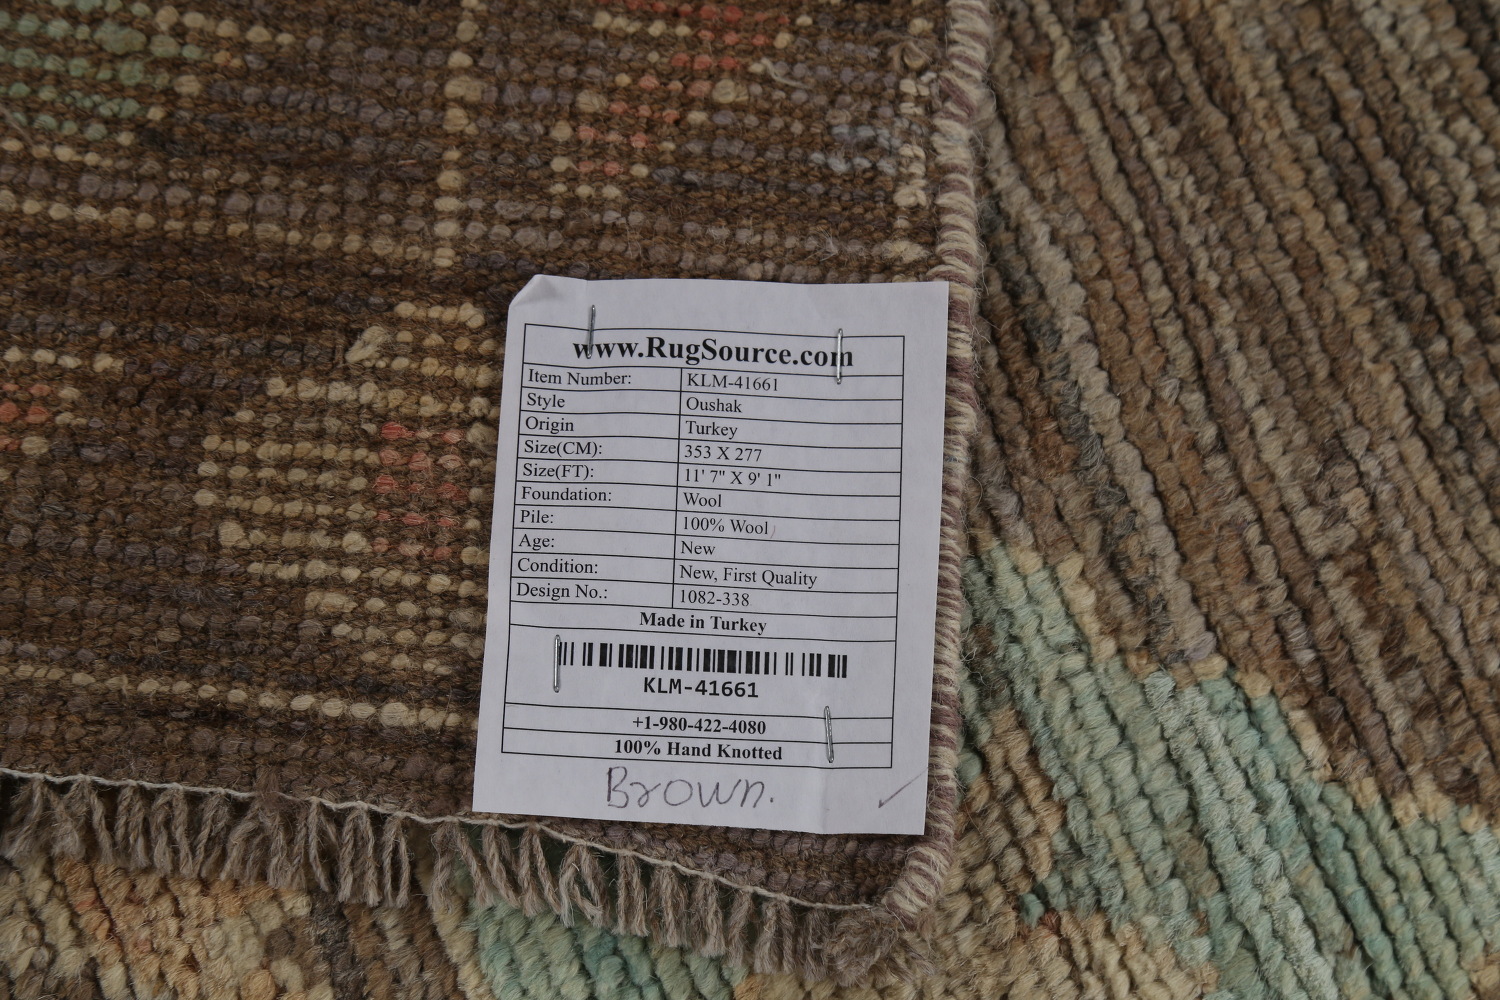 www.RugSource.com
Item Number: KLM-41661
Style Oushak
Origin Turkey
Size(CM): 353 X 277
Size(FT): 11' 7" X 9' 1"
Foundation: Wool
Pile: 100% Wool
Age: New
Condition: New, First Quality
Design No.: 1082-338
Made in Turkey
KLM-41661
+1-980-422-4080
100% Hand Knotted
Brown.